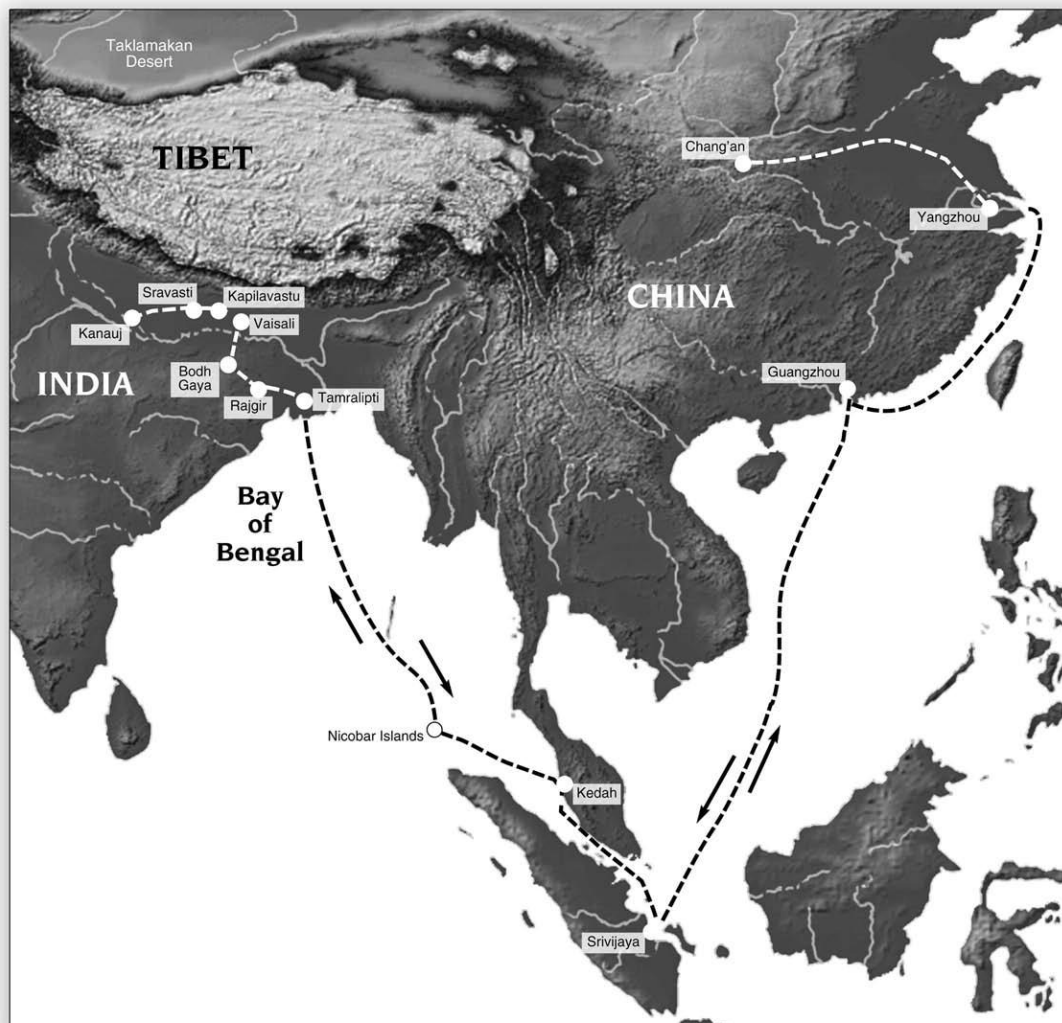 Taklamakan
Desert
TIBET
Chang'an
Yangzhou
CHINA
Sravasti
Kapilavastu
Kanauj
Vaisali
INDIA
Bodh
Gaya
Rajgir
Tamralipti
Guangzhou
Bay
of
Bengal
Nicobar Islands
Kedah
Srivijaya